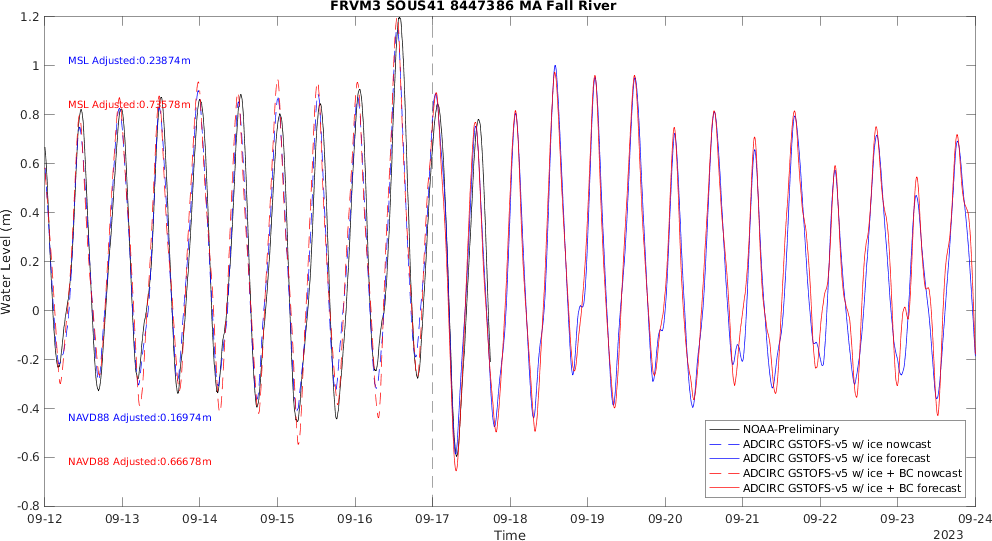 FRVM3 SOUS41 8447386 MA Fall River
1.2
1
0.8
0.6
0.4
0.2
0
-0.2
-0.4
-0.6
-0.8
Water Level (m)
MSL Adjusted:0.23874m
MSL Adjusted:0.73578m
NAVD88 Adjusted:0.16974m
NAVD88 Adjusted:0.66678m
NOAA-Preliminary
ADCIRC GSTOFS-v5 w/ ice nowcast
ADCIRC GSTOFS-v5 w/ ice forecast
ADCIRC GSTOFS-v5 w/ ice + BC nowcast
ADCIRC GSTOFS-v5 w/ ice + BC forecast
09-12 09-13 09-14 09-15 09-16 09-17 09-18 09-19 09-20 09-21 09-22 09-23 09-24
Time
2023